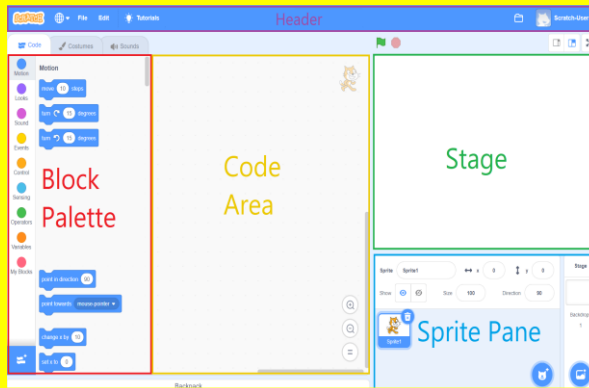 SCRATCH File Edit Tutorials Header Scratch-User
Code Costumes Sounds
Motion
Looks
Sound
Events
Control
Sensing
Operators
Variables
My Blocks
Motion
move 10 steps
turn 15 degrees
turn 15 degrees
Block
Palette
point in direction 90
point towards mouse-pointer
change x by 10
set x to 0
Code
Area
Stage
Sprite Sprite1 x 0 y 0
Show Size 100 Direction 90
Sprite1
Sprite Pane
Stage
1
Backpack